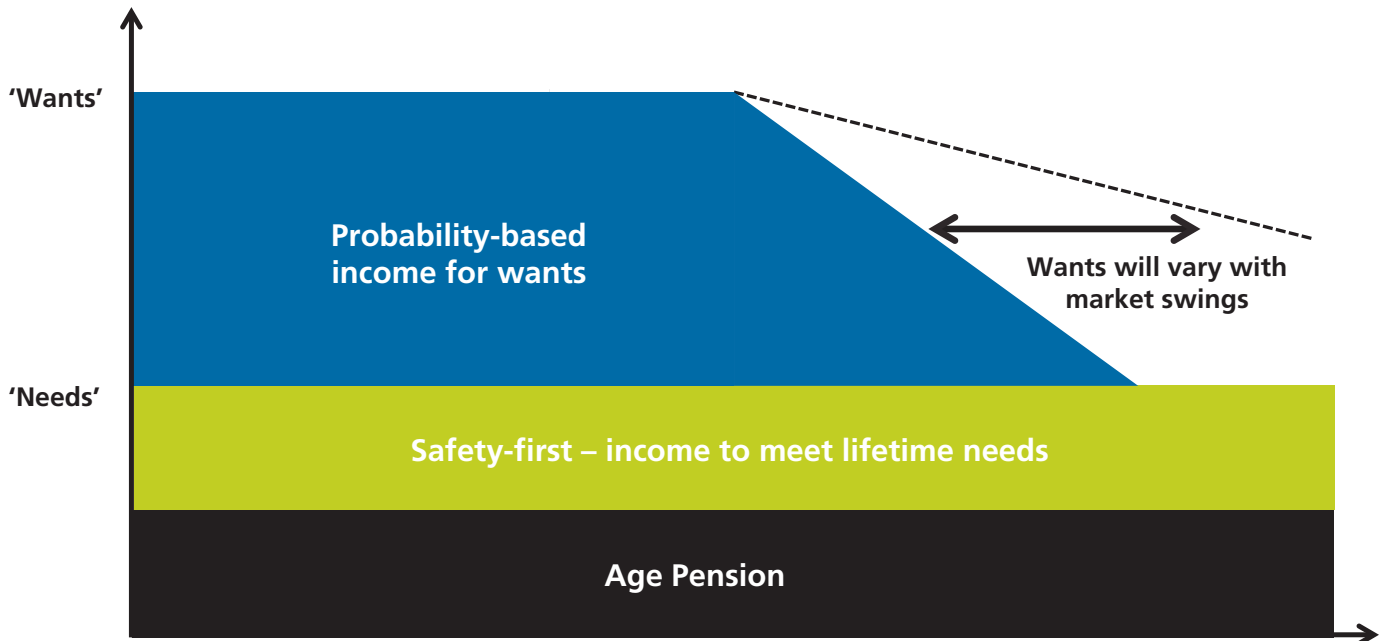 ‘Wants’
Probability-based
income for wants
Wants will vary with
market swings
‘Needs’
Safety-first – income to meet lifetime needs
Age Pension